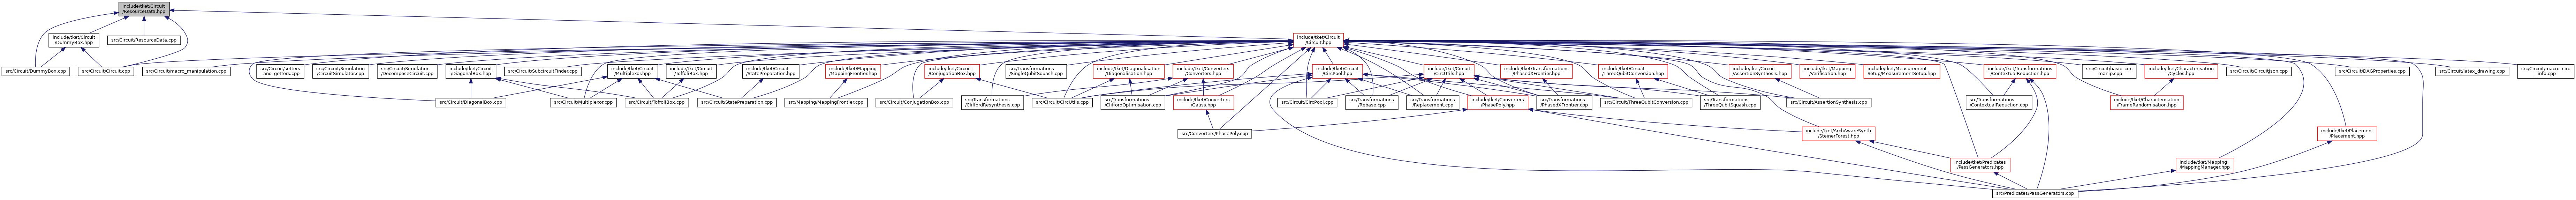 include/tket/Circuit
/ResourceData.hpp
include/tket/Circuit
/DummyBox.hpp
src/Circuit/ResourceData.cpp
include/tket/Circuit
/Circuit.hpp
src/Circuit/DummyBox.cpp
src/Circuit/Circuit.cpp
src/Circuit/macro_manipulation.cpp
src/Circuit/setters
_and_getters.cpp
src/Circuit/Simulation
/CircuitSimulator.cpp
src/Circuit/Simulation
/DecomposeCircuit.cpp
include/tket/Circuit
/DiagonalBox.hpp
src/Circuit/SubcircuitFinder.cpp
include/tket/Circuit
/Multiplexor.hpp
include/tket/Circuit
/ToffoliBox.hpp
include/tket/Circuit
/StatePreparation.hpp
include/tket/Mapping
/MappingFrontier.hpp
include/tket/Circuit
/ConjugationBox.hpp
src/Transformations
/SingleQubitSquash.cpp
include/tket/Diagonalisation
/Diagonalisation.hpp
include/tket/Converters
/Converters.hpp
include/tket/Circuit
/CircPool.hpp
include/tket/Circuit
/CircUtils.hpp
include/tket/Transformations
/PhasedXFrontier.hpp
include/tket/Circuit
/ThreeQubitConversion.hpp
include/tket/Circuit
/AssertionSynthesis.hpp
include/tket/Mapping
/Verification.hpp
include/tket/Measurement
Setup/MeasurementSetup.hpp
include/tket/Transformations
/ContextualReduction.hpp
src/Circuit/basic_circ
_manip.cpp
include/tket/Characterisation
/Cycles.hpp
src/Circuit/CircuitJson.cpp
src/Circuit/DAGProperties.cpp
src/Circuit/latex_drawing.cpp
src/Circuit/macro_circ
_info.cpp
src/Circuit/DiagonalBox.cpp
src/Circuit/Multiplexor.cpp
src/Circuit/ToffoliBox.cpp
src/Circuit/StatePreparation.cpp
src/Mapping/MappingFrontier.cpp
src/Circuit/ConjugationBox.cpp
src/Transformations
/CliffordResynthesis.cpp
src/Circuit/CircUtils.cpp
src/Transformations
/CliffordOptimisation.cpp
include/tket/Converters
/Gauss.hpp
src/Circuit/CircPool.cpp
src/Transformations
/Rebase.cpp
src/Transformations
/Replacement.cpp
include/tket/Converters
/PhasePoly.hpp
src/Transformations
/PhasedXFrontier.cpp
src/Circuit/ThreeQubitConversion.cpp
src/Transformations
/ThreeQubitSquash.cpp
src/Circuit/AssertionSynthesis.cpp
src/Transformations
/ContextualReduction.cpp
include/tket/Characterisation
/FrameRandomisation.hpp
src/Converters/PhasePoly.cpp
include/tket/ArchAwareSynth
/SteinerForest.hpp
include/tket/Placement
/Placement.hpp
include/tket/Predicates
/PassGenerators.hpp
include/tket/Mapping
/MappingManager.hpp
src/Predicates/PassGenerators.cpp